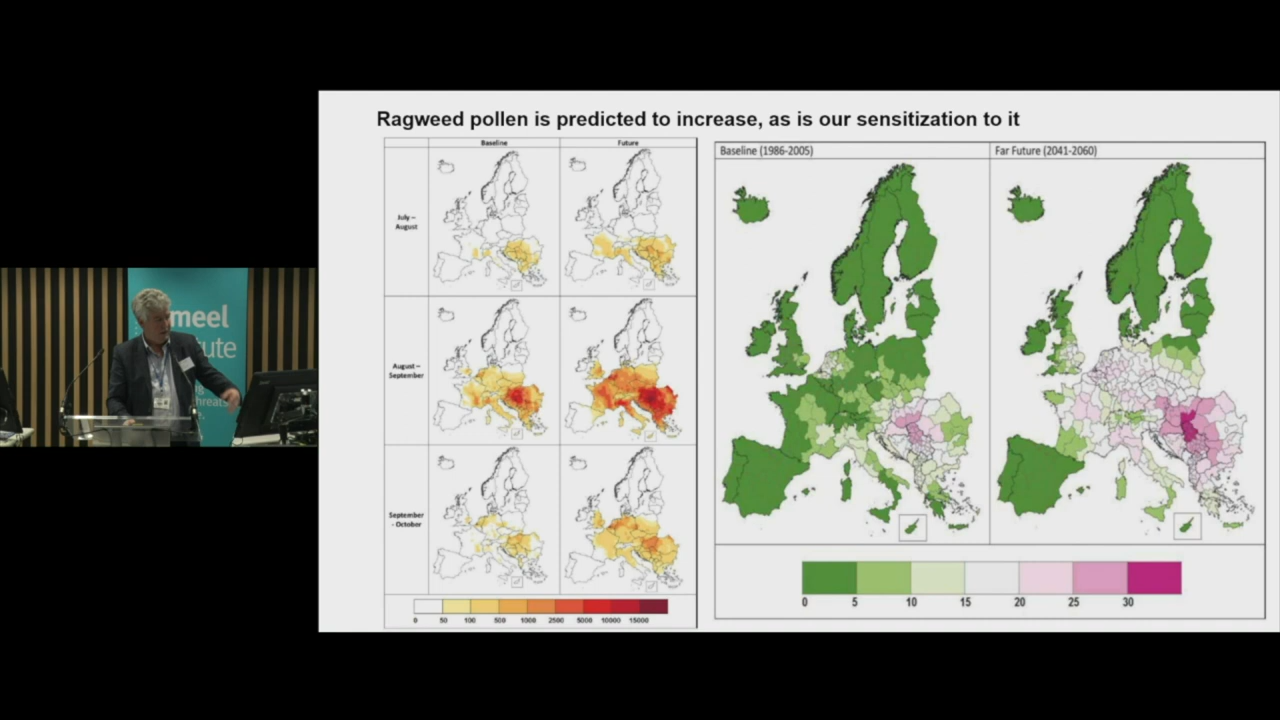 Ragweed pollen is predicted to increase, as is our sensitization to it
Baseline
Future
July –
August
August –
September
September
- October
0 50 100 500 1000 2500 5000 10000 15000
Baseline (1986-2005)
Far Future (2041-2060)
0 5 10 15 20 25 30
meel
tute